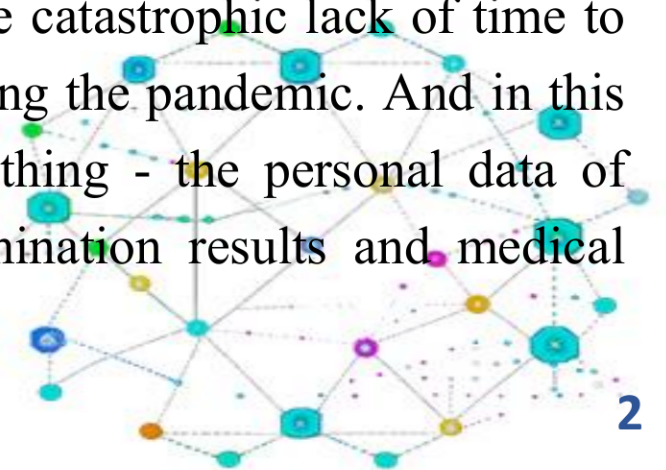 e catastrophic lack of time to
ng the pandemic. And in this
thing - the personal data of
mination results and medical
2